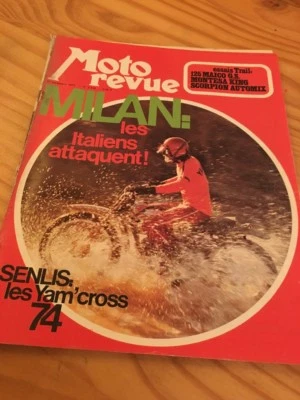 Moto
revue
essais Trail:
125 MAICO G.S.
MONTESA KING
SCORPION AUTOMIX
MILAN:
les
Italiens
attaquent!
SENLIS:
les Yam'cross
74